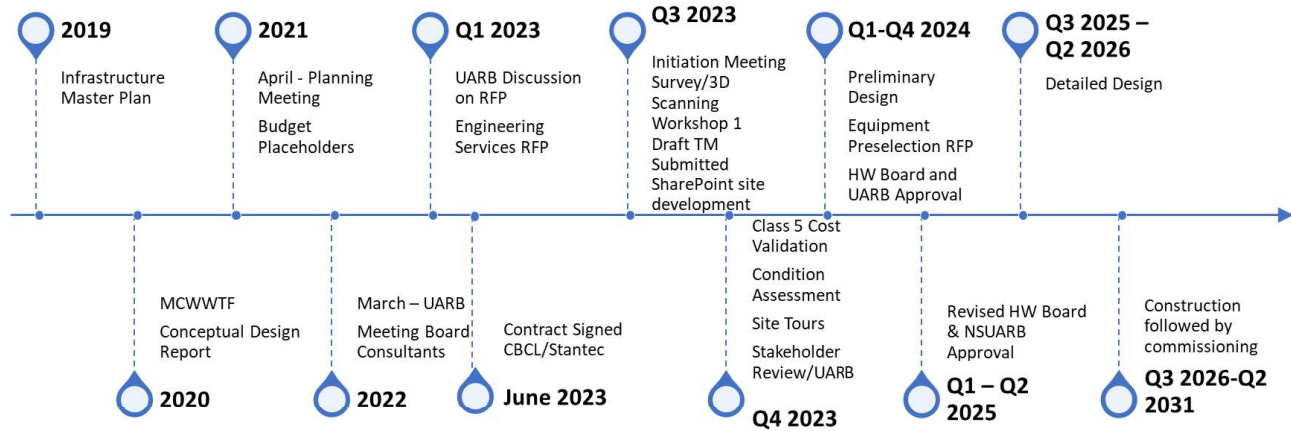 2019
Infrastructure
Master Plan
2021
April - Planning
Meeting
Budget
Placeholders
Q1 2023
UARB Discussion
on RFP
Engineering
Services RFP
Q3 2023
Initiation Meeting
Survey/3D
Scanning
Workshop 1
Draft TM
Submitted
SharePoint site
development
Q1-Q4 2024
Preliminary
Design
Equipment
Preselection RFP
HW Board and
UARB Approval
Q3 2025 –
Q2 2026
Detailed Design
MCWWTF
Conceptual Design
Report
2020
March – UARB
Meeting Board
Consultants
2022
Contract Signed
CBCL/Stantec
June 2023
Class 5 Cost
Validation
Condition
Assessment
Site Tours
Stakeholder
Review/UARB
Q4 2023
Revised HW Board
& NSUARB
Approval
Q1 – Q2
2025
Construction
followed by
commissioning
Q3 2026-Q2
2031